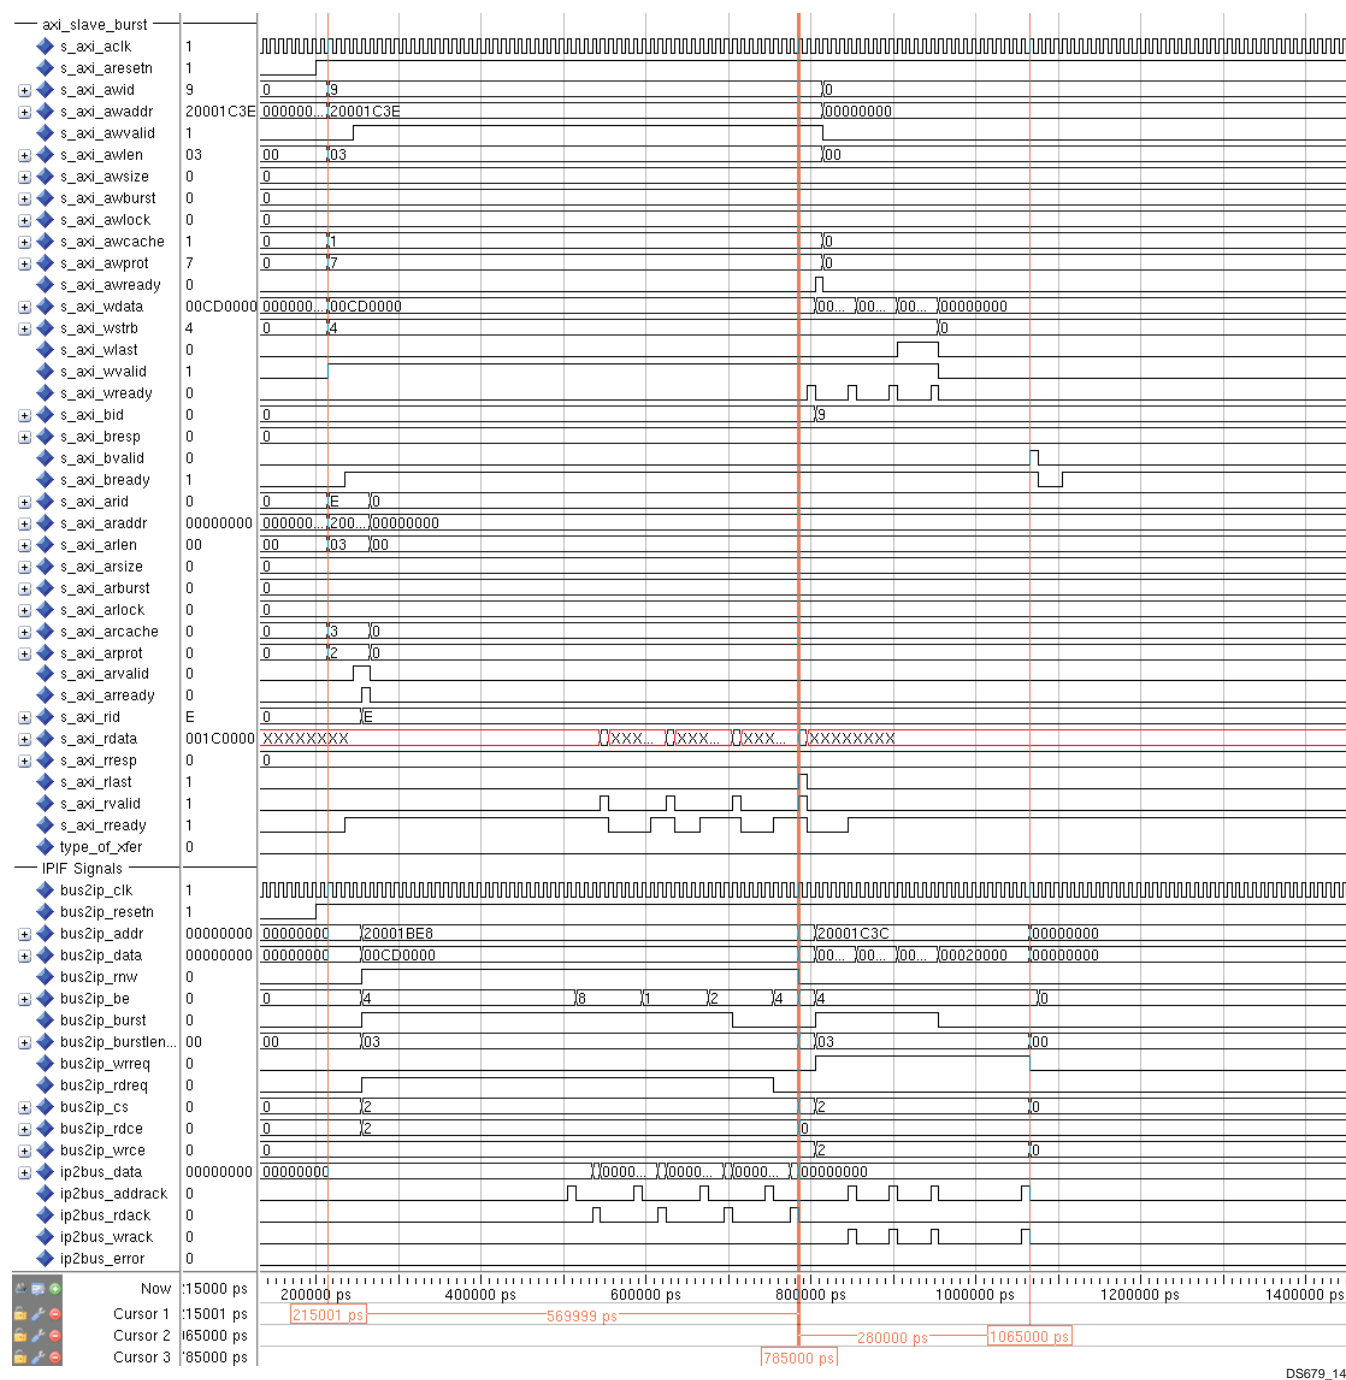 axi_slave_burst
s_axi_aclk 1
s_axi_aresetn 1
s_axi_awid 9 0 9 0
s_axi_awaddr 20001C3E 000000... 20001C3E 00000000
s_axi_awvalid 1
s_axi_awlen 03 00 03 00
s_axi_awsize 0 0
s_axi_awburst 0 0
s_axi_awlock 0 0
s_axi_awcache 1 0 1 0
s_axi_awprot 7 0 7 0
s_axi_awready 0
s_axi_wdata 00CD0000 000000... 00CD0000 00... 00... 00... 00000000
s_axi_wstrb 4 0 4 0
s_axi_wlast 0
s_axi_wvalid 1
s_axi_wready 0
s_axi_bid 0 0 9
s_axi_bresp 0 0
s_axi_bvalid 0
s_axi_bready 1
s_axi_arid 0 0 E 0
s_axi_araddr 00000000 000000... 200... 00000000
s_axi_arlen 00 00 03 00
s_axi_arsize 0 0
s_axi_arburst 0 0
s_axi_arlock 0 0
s_axi_arcache 0 0 3 0
s_axi_arprot 0 0 2 0
s_axi_arvalid 0
s_axi_arready 0
s_axi_rid E 0 E
s_axi_rdata 001C0000 XXXXXXXX XXX... XXX... XXX... XXXXXXXX
s_axi_rresp 0 0
s_axi_rlast 1
s_axi_rvalid 1
s_axi_rready 1
type_of_xfer 0
IPIF Signals
bus2ip_clk 1
bus2ip_resetn 1
bus2ip_addr 00000000 00000000 20001BE8 20001C3C 00000000
bus2ip_data 00000000 00000000 00CD0000 00... 00... 00... 00020000 00000000
bus2ip_rnw 0
bus2ip_be 0 0 4 8 1 2 4 4 0
bus2ip_burst 0
bus2ip_burstlen... 00 00 03 03 00
bus2ip_wrreq 0
bus2ip_rdreq 0
bus2ip_cs 0 0 2 2 0
bus2ip_rdce 0 0 2 0
bus2ip_wrce 0 0 2 0
ip2bus_data 00000000 00000000 0000... 0000... 0000... 00000000
ip2bus_addrack 0
ip2bus_rdack 0
ip2bus_wrack 0
ip2bus_error 0
Now :15000 ps 200000 ps 400000 ps 600000 ps 800000 ps 1000000 ps 1200000 ps 1400000 ps
Cursor 1 :15001 ps 215001 ps 569999 ps
Cursor 2 65000 ps 280000 ps 1065000 ps
Cursor 3 '85000 ps 785000 ps
DS679_14